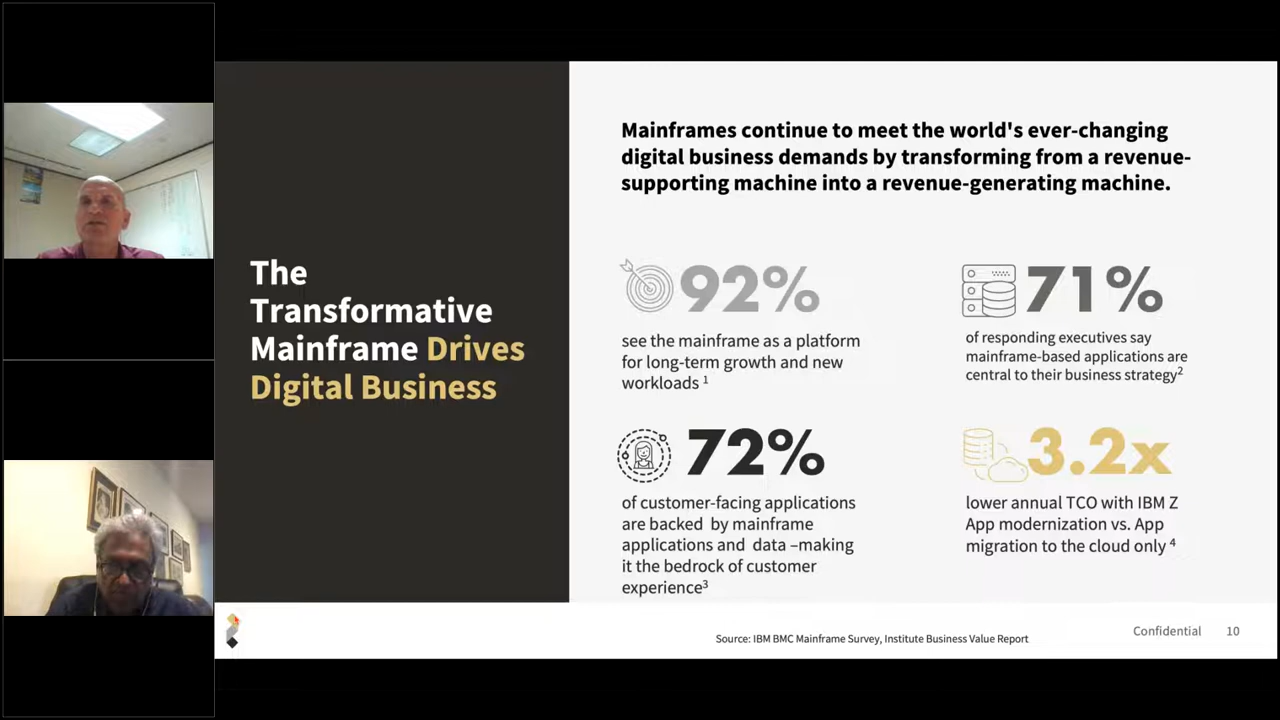 The
Transformative
Mainframe Drives
Digital Business
Mainframes continue to meet the world's ever-changing
digital business demands by transforming from a revenue-
supporting machine into a revenue-generating machine.
92%
see the mainframe as a platform
for long-term growth and new
workloads 1
71%
of responding executives say
mainframe-based applications are
central to their business strategy2
72%
of customer-facing applications
are backed by mainframe
applications and data –making
it the bedrock of customer
experience3
3.2x
lower annual TCO with IBM Z
App modernization vs. App
migration to the cloud only 4
Source: IBM BMC Mainframe Survey, Institute Business Value Report
Confidential 10